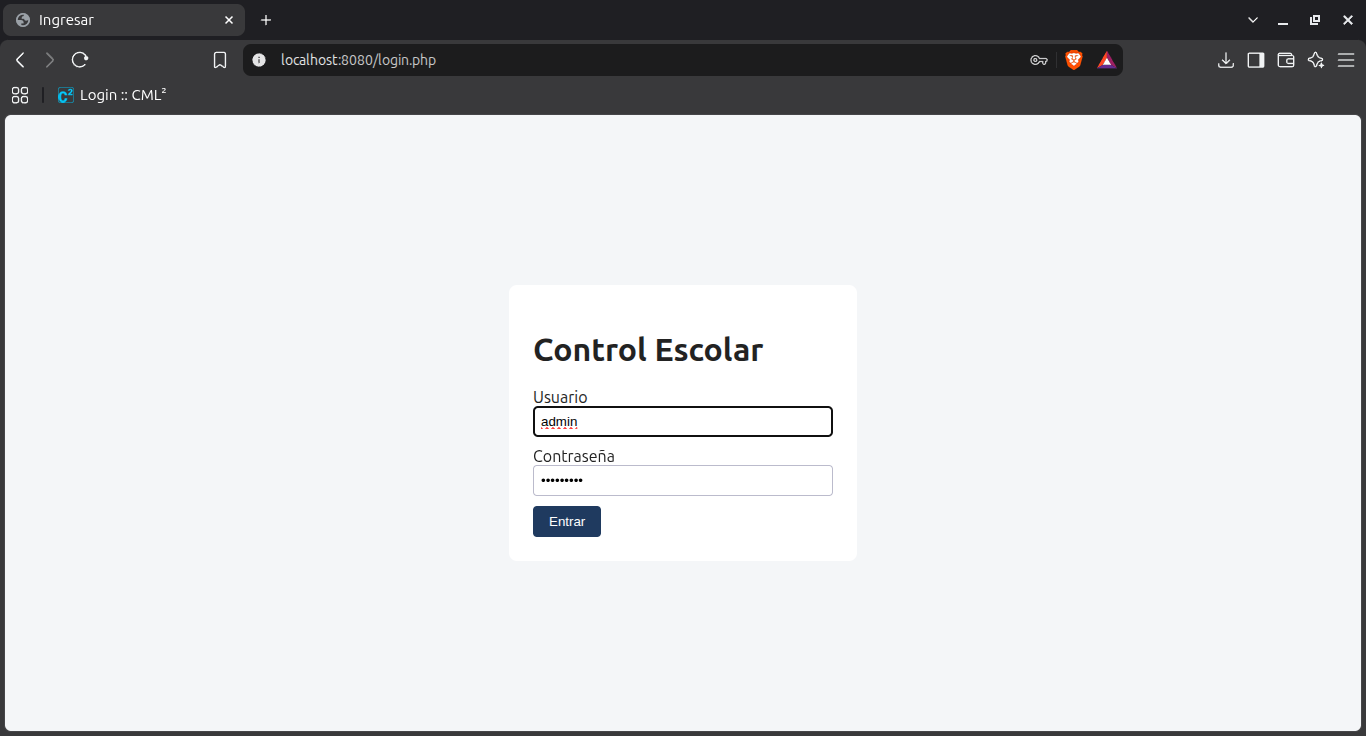 Ingresar
localhost:8080/login.php
Login :: CML²
Control Escolar
Usuario
admin
Contraseña
•••••••••
Entrar